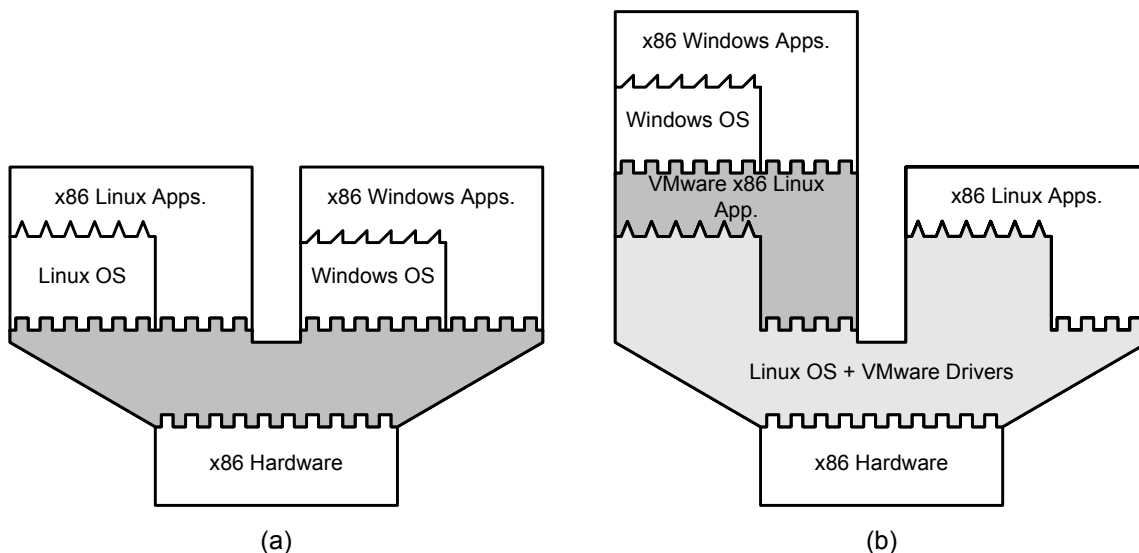 x86 Linux Apps.
Linux OS
x86 Windows Apps.
Windows OS
x86 Hardware
(a)
x86 Windows Apps.
Windows OS
VMware x86 Linux
App.
x86 Linux Apps.
Linux OS + VMware Drivers
x86 Hardware
(b)